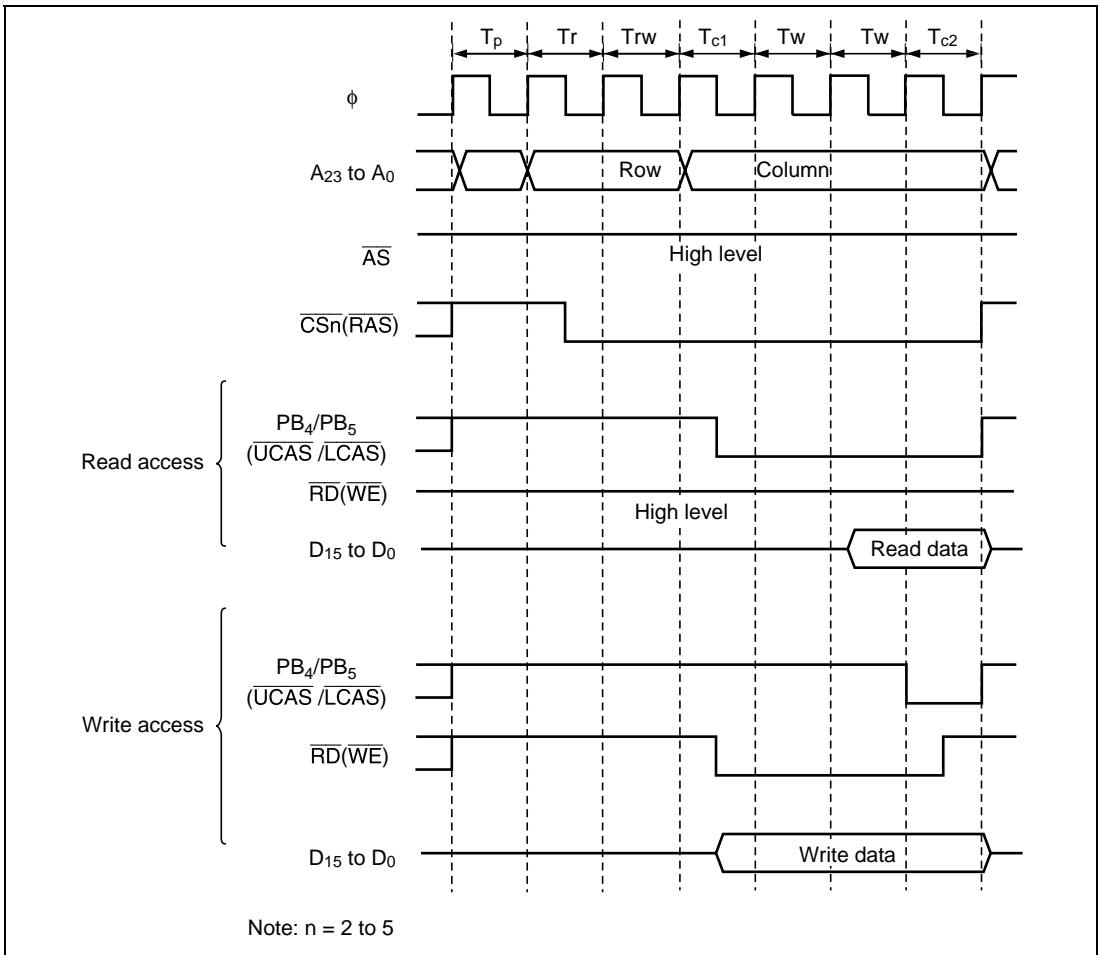 Tp Tr Trw Tc1 Tw Tw Tc2
ϕ
A23 to A0
Row
Column
AS
High level
CSn(RAS)
Read access
PB4/PB5
(UCAS /LCAS)
RD(WE)
High level
D15 to D0
Read data
Write access
PB4/PB5
(UCAS /LCAS)
RD(WE)
D15 to D0
Write data
Note: n = 2 to 5